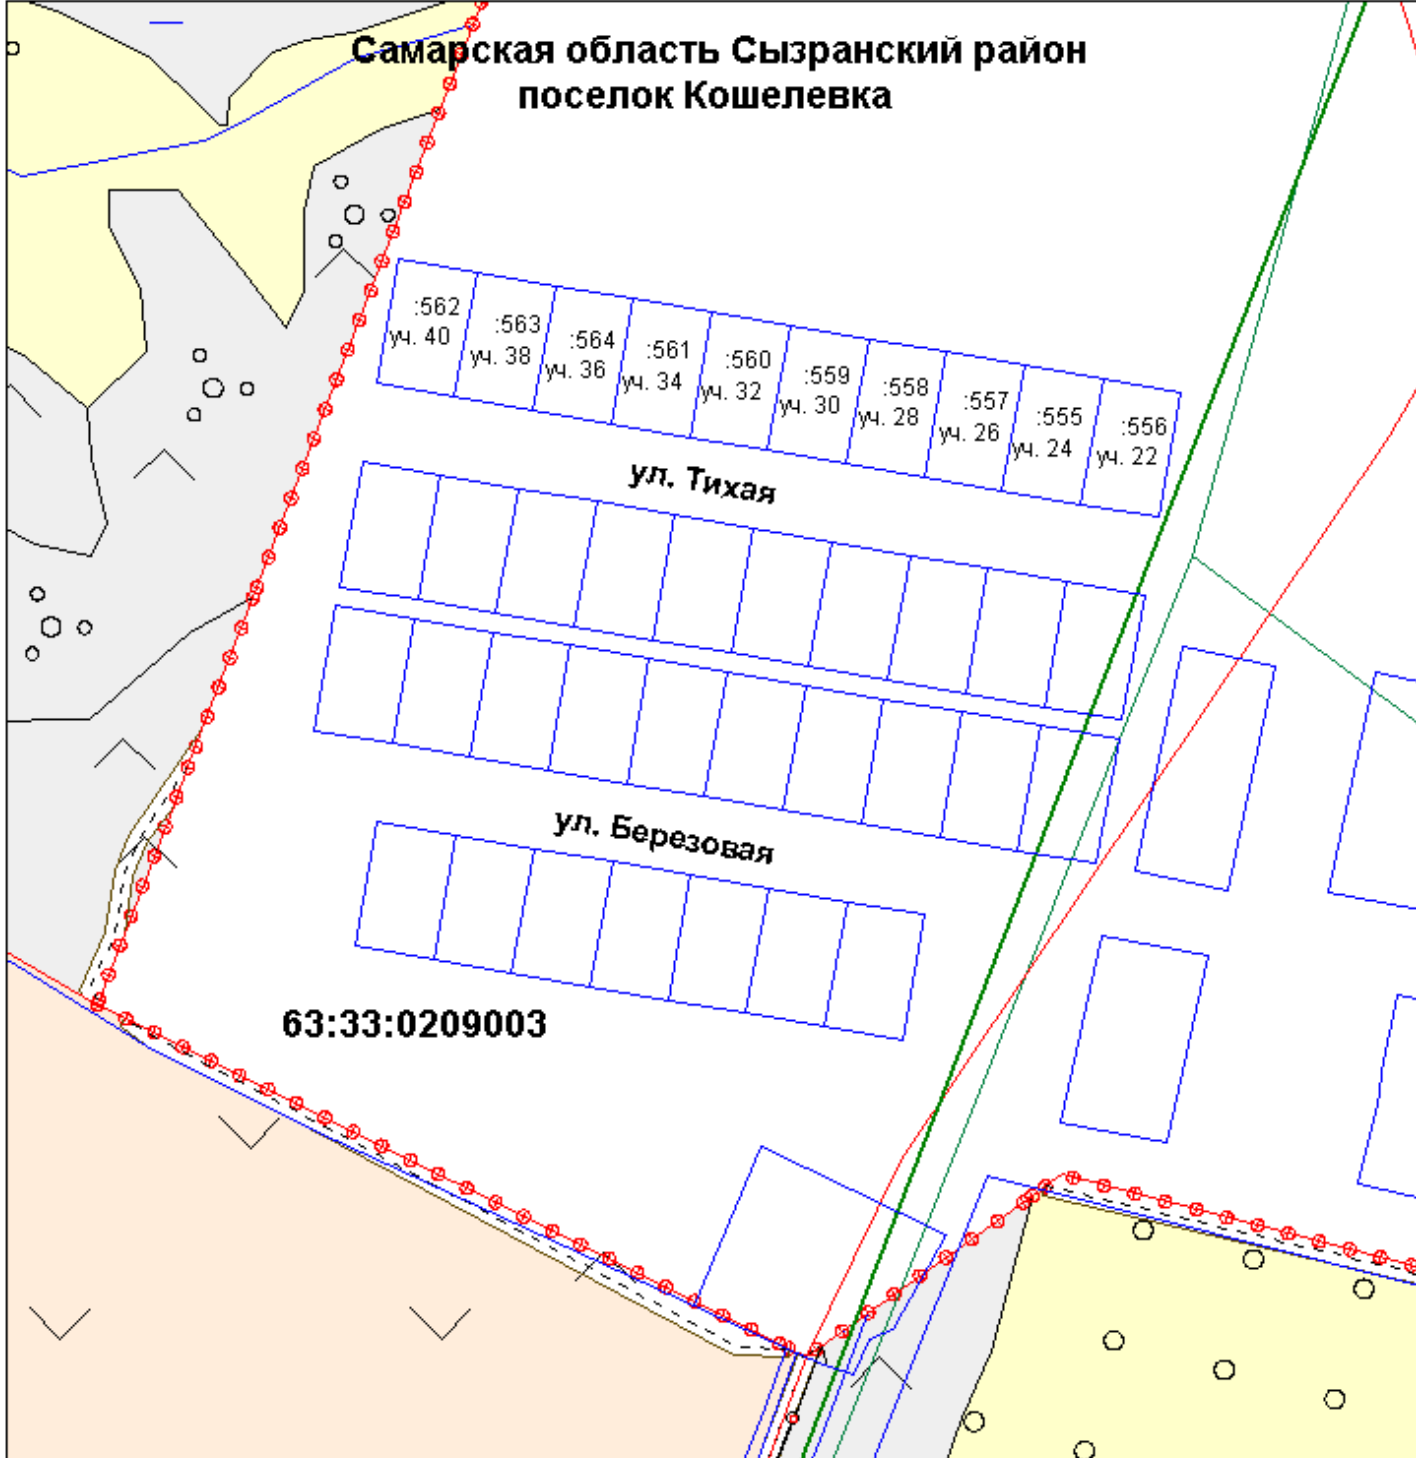 Самарская область Сызранский район
поселок Кошелевка
:562
уч. 40
:563
уч. 38
:564
уч. 36
:561
уч. 34
:560
уч. 32
:559
уч. 30
:558
уч. 28
:557
уч. 26
:555
уч. 24
:556
уч. 22
ул. Тихая
ул. Березовая
63:33:0209003